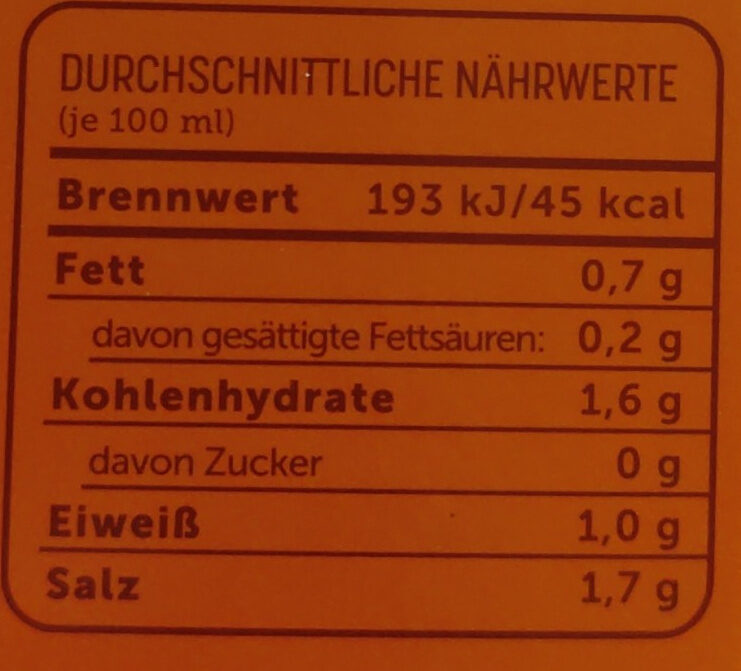 DURCHSCHNITTLICHE NÄHRWERTE
(je 100 ml)
Brennwert 193 kJ/45 kcal
Fett 0,7 g
davon gesättigte Fettsäuren: 0,2 g
Kohlenhydrate 1,6 g
davon Zucker 0 g
Eiweiß 1,0 g
Salz 1,7 g